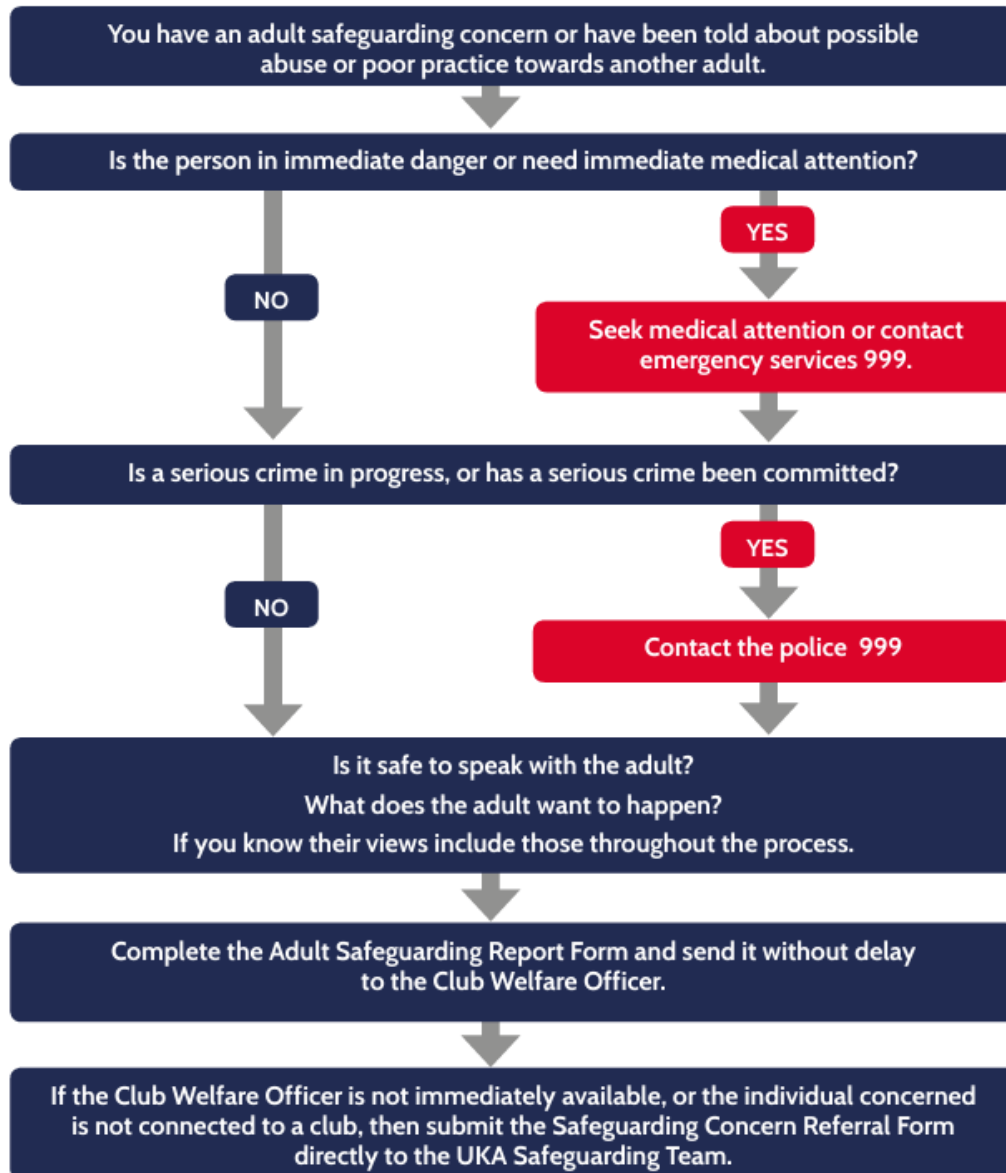 You have an adult safeguarding concern or have been told about possible
abuse or poor practice towards another adult.
Is the person in immediate danger or need immediate medical attention?
YES
NO
Seek medical attention or contact
emergency services 999.
Is a serious crime in progress, or has a serious crime been committed?
YES
NO
Contact the police 999
Is it safe to speak with the adult?
What does the adult want to happen?
If you know their views include those throughout the process.
Complete the Adult Safeguarding Report Form and send it without delay
to the Club Welfare Officer.
If the Club Welfare Officer is not immediately available, or the individual concerned
is not connected to a club, then submit the Safeguarding Concern Referral Form
directly to the UKA Safeguarding Team.